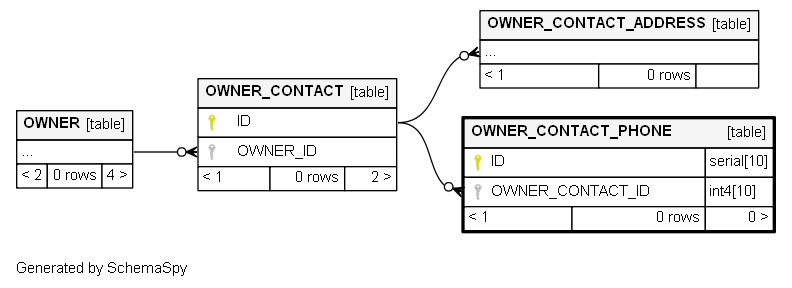 OWNER_CONTACT_ADDRESS [table]
...
< 1 0 rows
OWNER_CONTACT [table]
ID
OWNER_ID
< 1 0 rows 2 >
OWNER [table]
...
< 2 0 rows 4 >
OWNER_CONTACT_PHONE [table]
ID serial[10]
OWNER_CONTACT_ID int4[10]
< 1 0 rows 0 >
Generated by SchemaSpy